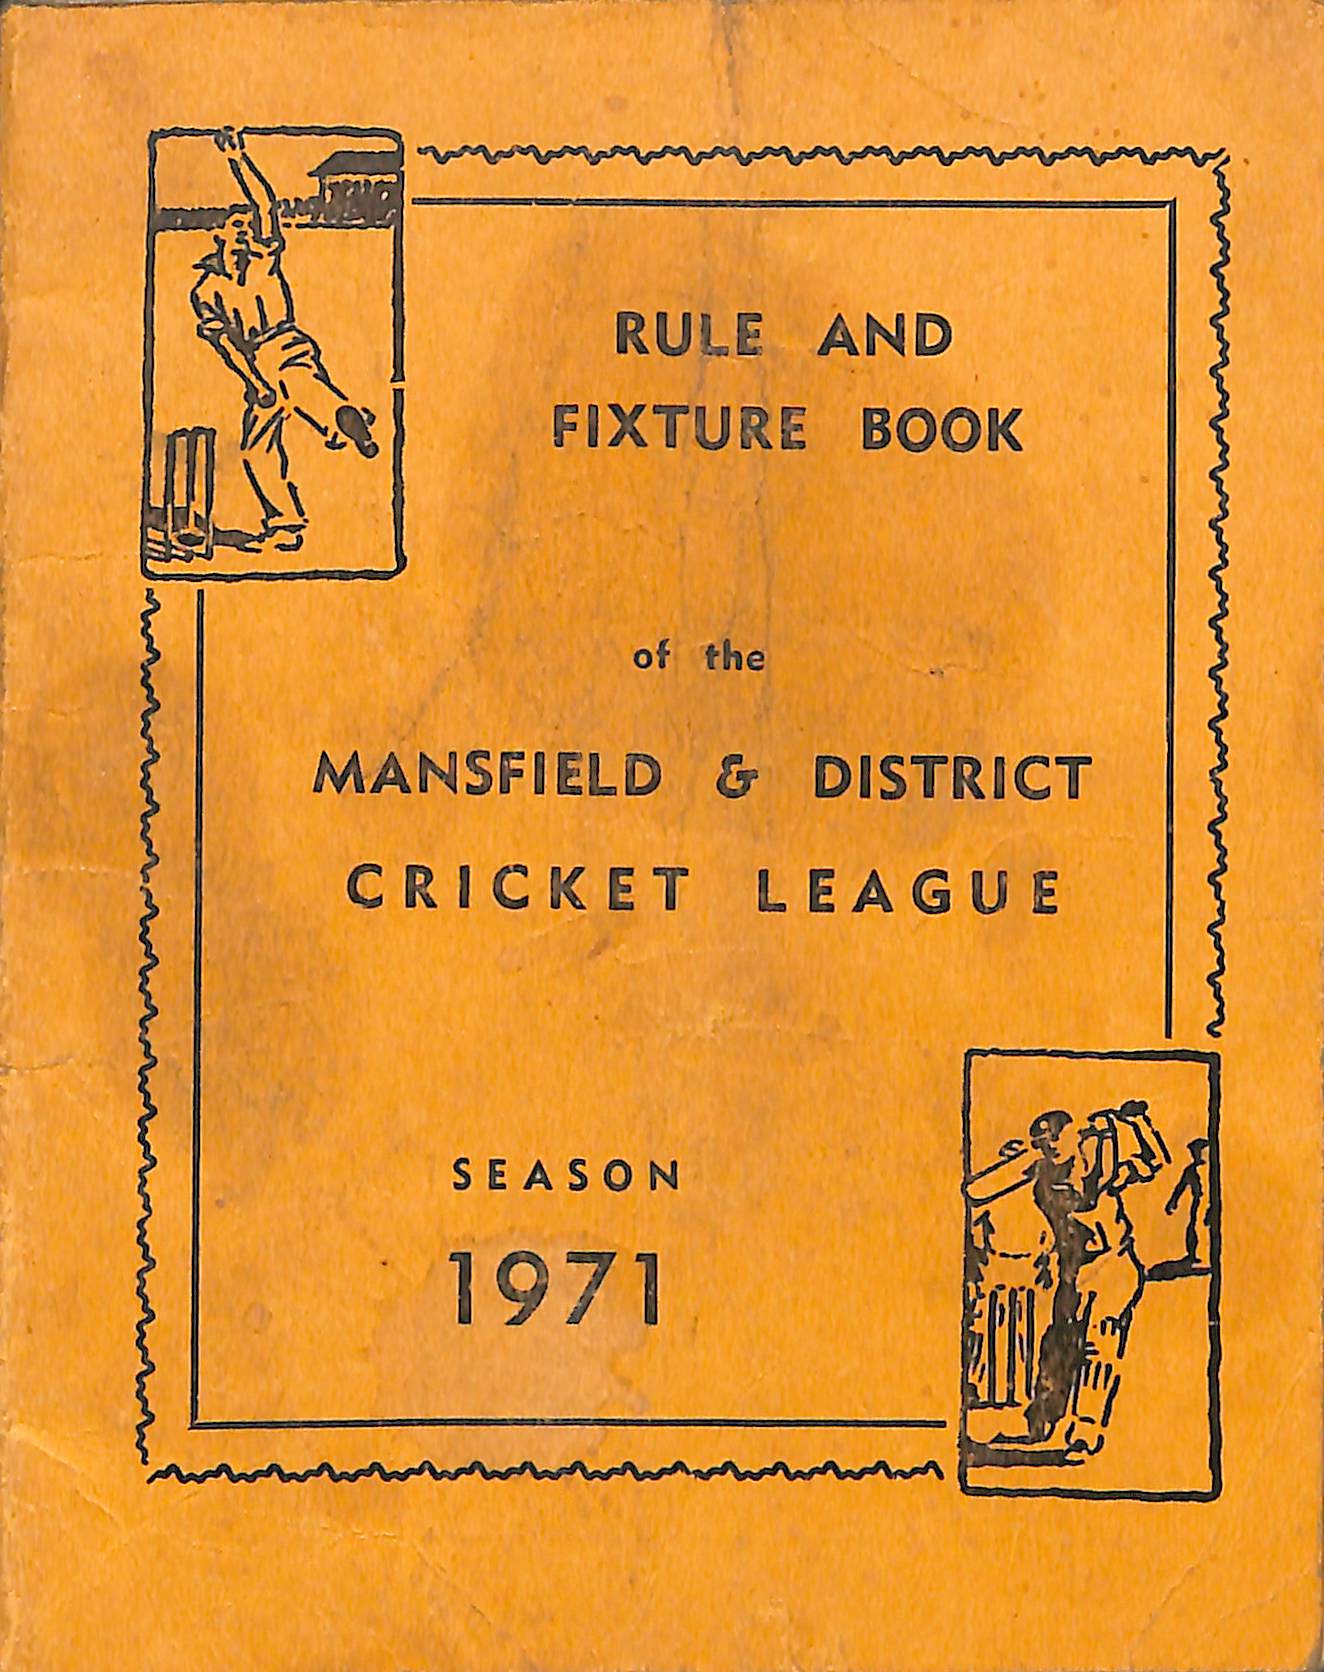 RULE AND
FIXTURE BOOK
of the
MANSFIELD & DISTRICT
CRICKET LEAGUE
SEASON
1971